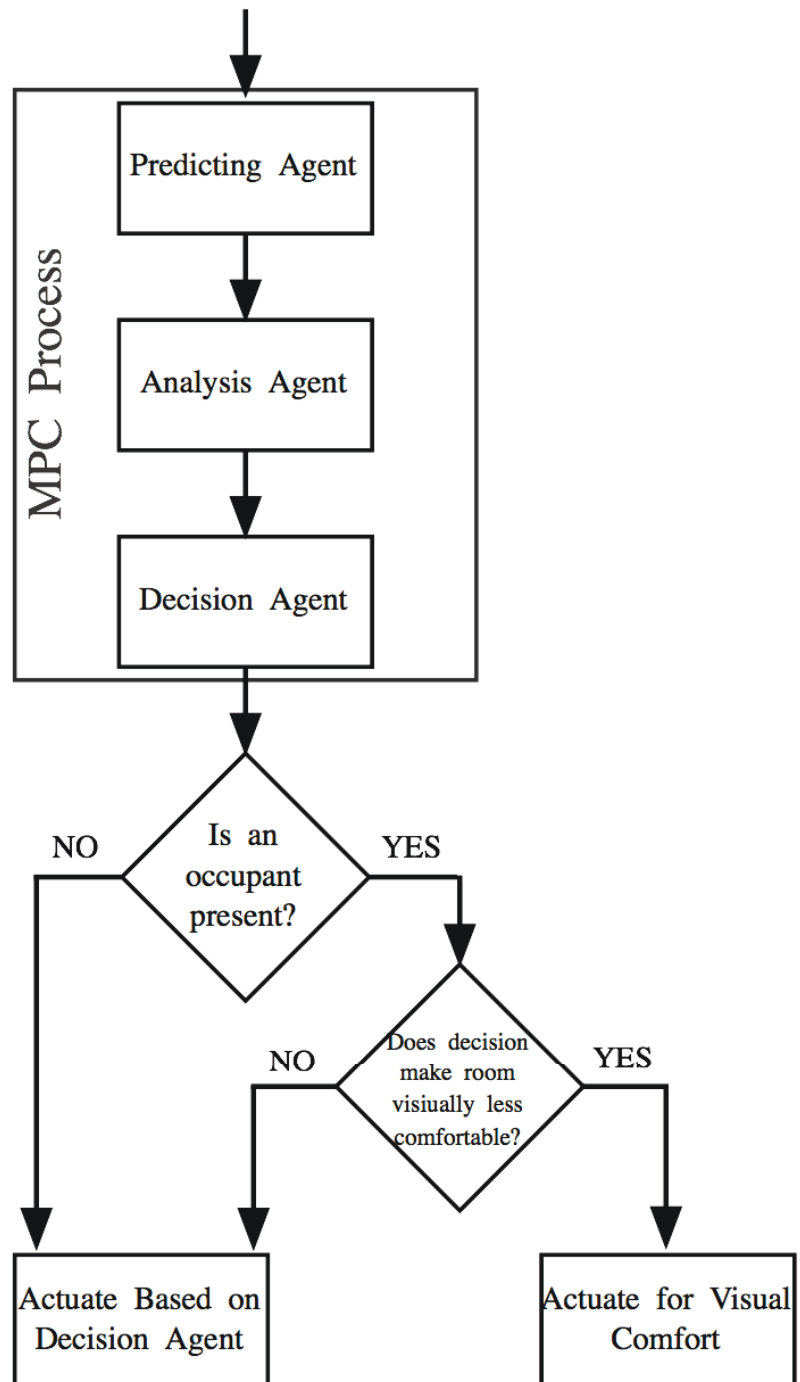 MPC Process
Predicting Agent
Analysis Agent
Decision Agent
Is an
occupant
present?
NO
YES
Does decision
make room
visiually less
comfortable?
NO
YES
Actuate Based on
Decision Agent
Actuate for Visual
Comfort